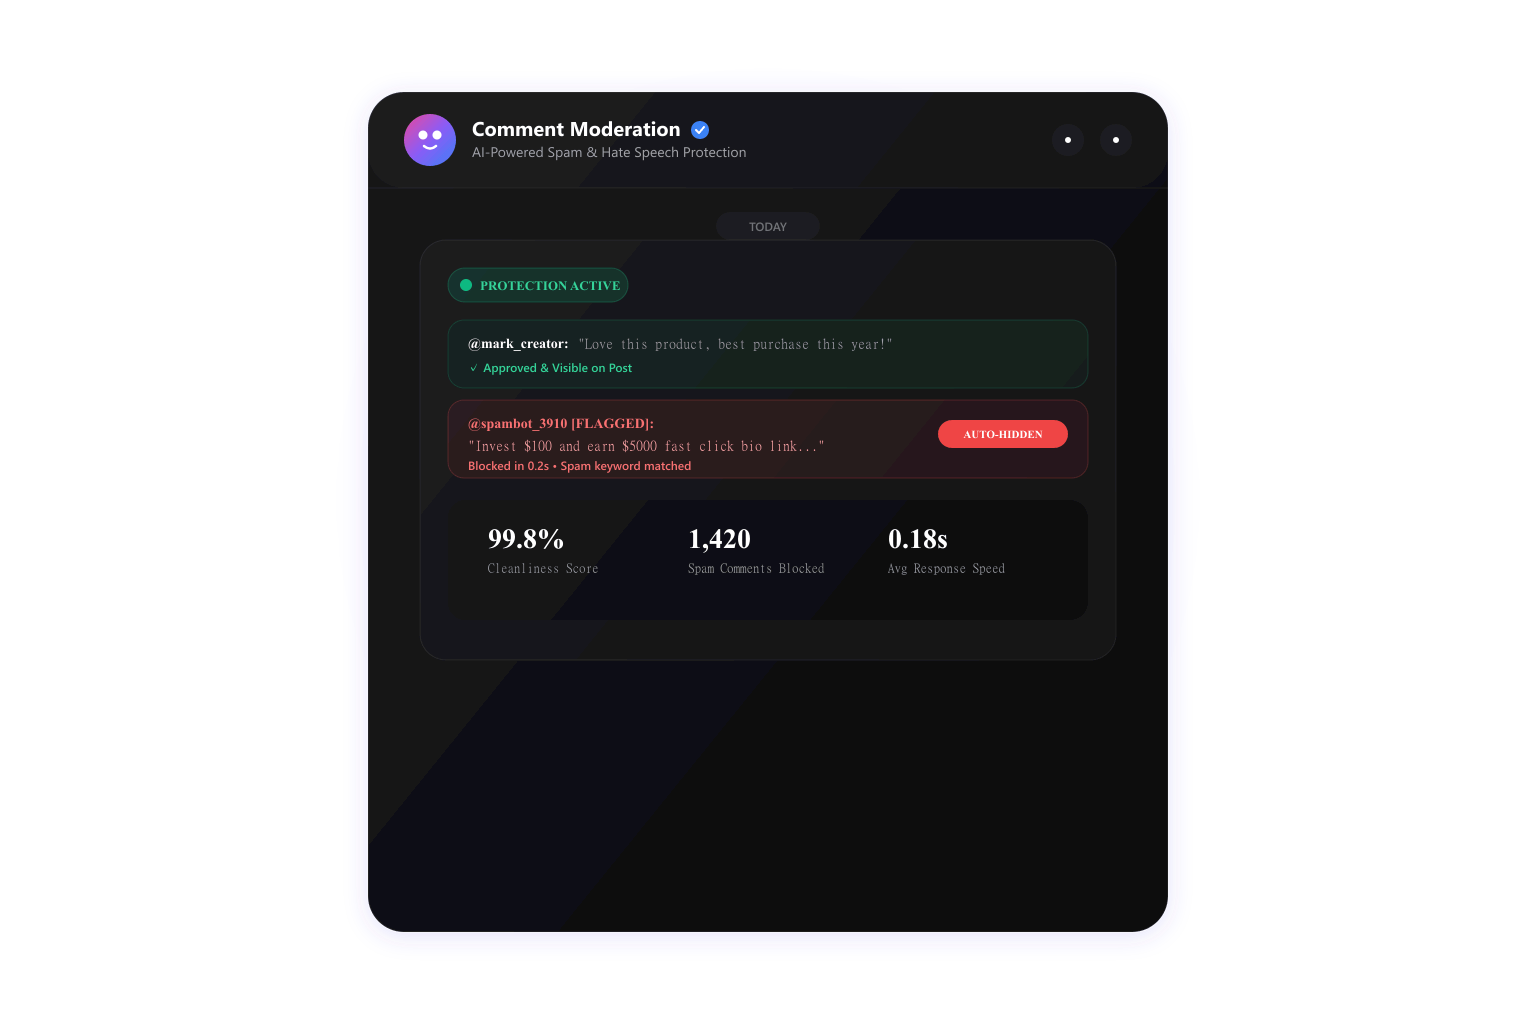 Comment Moderation
AI-Powered Spam & Hate Speech Protection
TODAY
PROTECTION ACTIVE
@mark_creator: "Love this product, best purchase this year!"
✓ Approved & Visible on Post
@spambot_3910 [FLAGGED]:
AUTO-HIDDEN
"Invest $100 and earn $5000 fast click bio link..."
Blocked in 0.2s • Spam keyword matched
99.8% 1,420 0.18s
Cleanliness Score Spam Comments Blocked Avg Response Speed